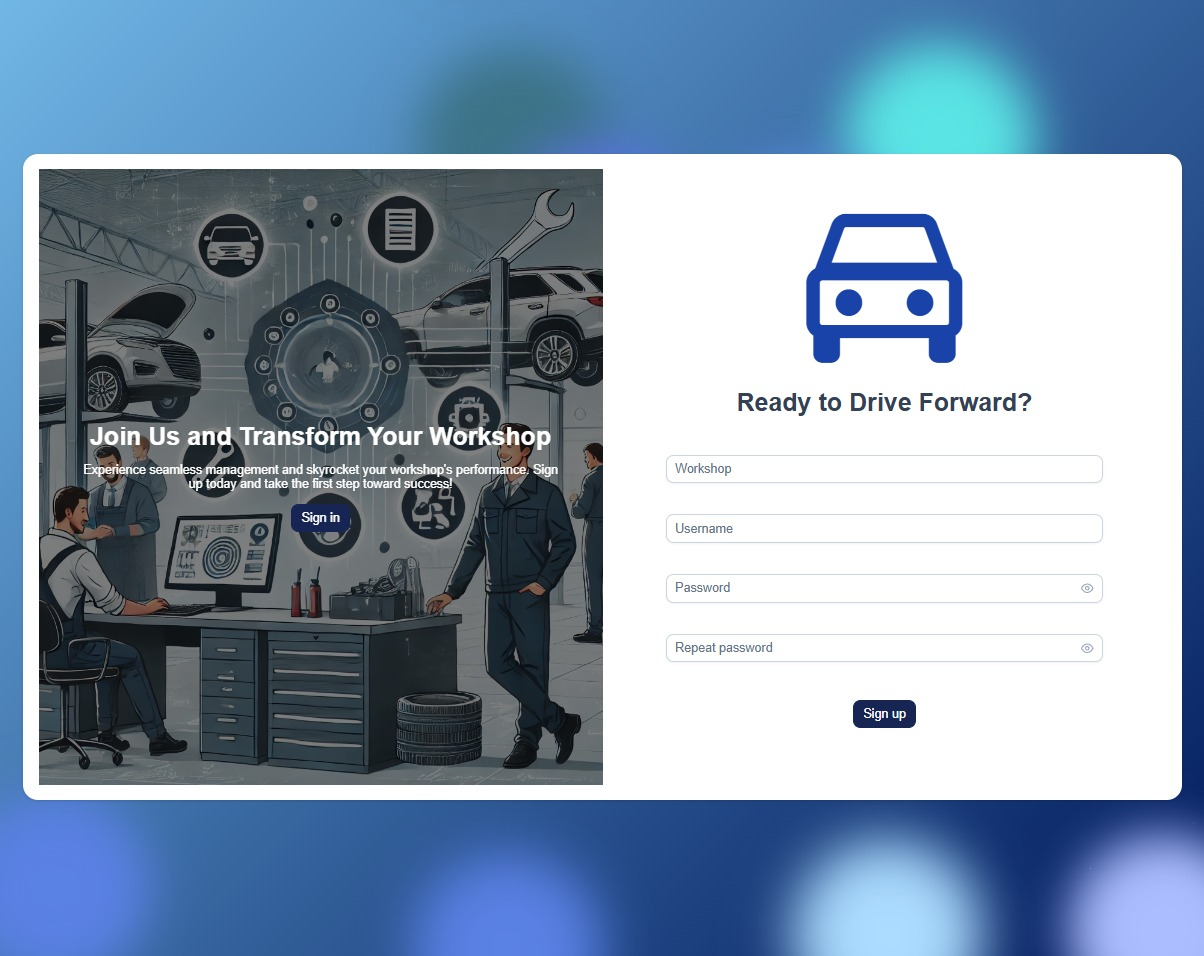 Join Us and Transform Your Workshop
Experience seamless management and skyrocket your workshop's performance. Sign
up today and take the first step toward success!
Sign in
Ready to Drive Forward?
Workshop
Username
Password
Repeat password
Sign up